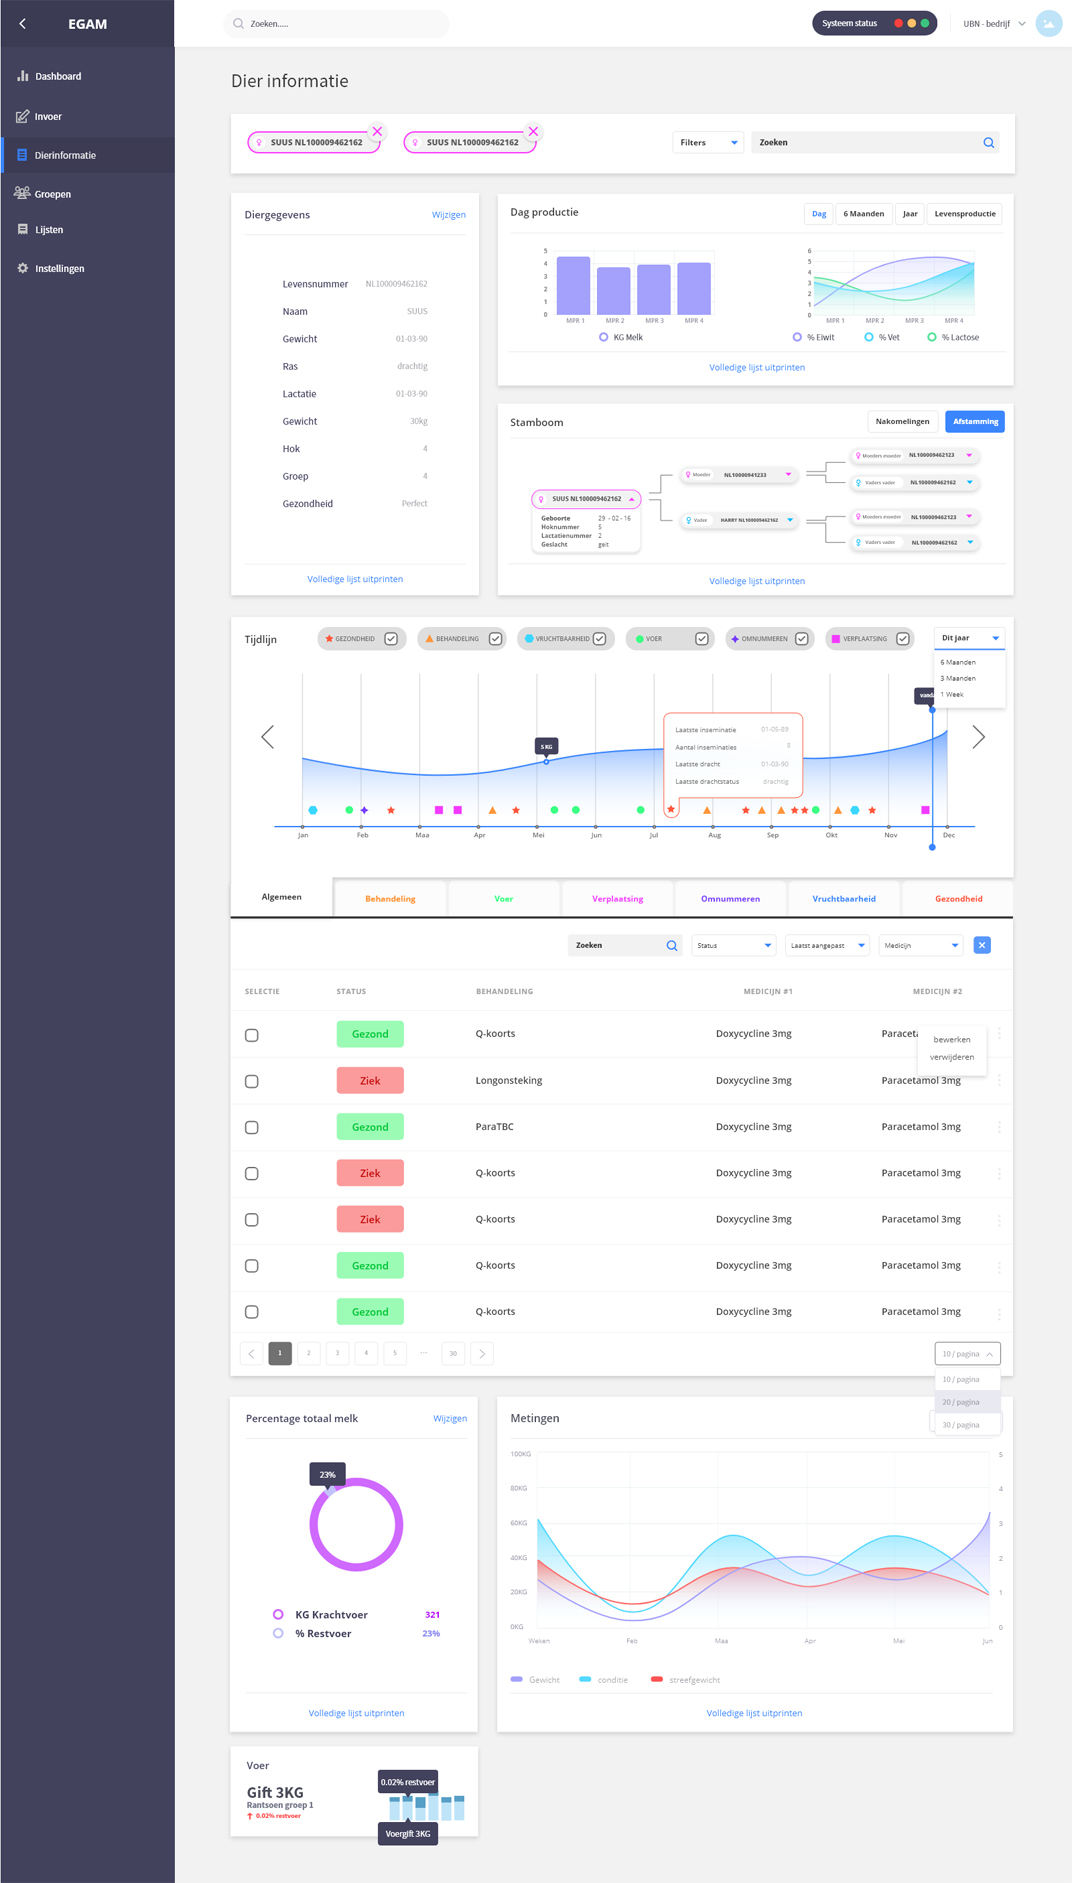 EGAM
Zoeken.....
Systeem status
UBN - bedrijf
Dashboard
Invoer
Dierinformatie
Groepen
Lijsten
Instellingen
Dier informatie
SUUS NL100009462162
SUUS NL100009462162
Filters
Zoeken
Diergegevens
Wijzigen
Levensnummer NL100009462162
Naam SUUS
Gewicht 01-03-90
Ras drachtig
Lactatie 01-03-90
Gewicht 30kg
Hok 4
Groep 4
Gezondheid Perfect
Volledige lijst uitprinten
Dag productie
Dag
6 Maanden
Jaar
Levensproductie
5
4
3
2
1
0
MPR 1 MPR 2 MPR 3 MPR 4
KG Melk
6
5
4
3
2
1
0
MPR 1 MPR 2 MPR 3 MPR 4
% Eiwit % Vet % Lactose
Volledige lijst uitprinten
Stamboom
Nakomelingen
Afstamming
SUUS NL100009462162
Geboorte 29 - 02 - 16
Hoknummer 5
Lactatienummer 2
Geslacht geit
Moeder NL10000941233
Vader HARRY NL100009462162
Moeders moeder NL100009462123
Vaders vader NL100009462162
Moeders moeder NL100009462123
Vaders vader NL100009462162
Volledige lijst uitprinten
Tijdlijn
GEZONDHEID
BEHANDELING
VRUCHTBAARHEID
VOER
OMNUMMEREN
VERPLAATSING
Dit jaar
6 Maanden
3 Maanden
1 Week
5 KG
Laatste inseminatie 01-05-89
Aantal inseminaties 8
Laatste dracht 01-03-90
Laatste drachtstatus drachtig
Jan Feb Maa Apr Mei Jun Jul Aug Sep Okt Nov Dec
Algemeen
Behandeling
Voer
Verplaatsing
Omnummeren
Vruchtbaarheid
Gezondheid
Zoeken
Status
Laatst aangepast
Medicijn
SELECTIE STATUS BEHANDELING MEDICIJN #1 MEDICIJN #2
Gezond Q-koorts Doxycycline 3mg Paraceta
bewerken
verwijderen
Ziek Longonsteking Doxycycline 3mg Paracetamol 3mg
Gezond ParaTBC Doxycycline 3mg Paracetamol 3mg
Ziek Q-koorts Doxycycline 3mg Paracetamol 3mg
Ziek Q-koorts Doxycycline 3mg Paracetamol 3mg
Gezond Q-koorts Doxycycline 3mg Paracetamol 3mg
Gezond Q-koorts Doxycycline 3mg Paracetamol 3mg
1 2 3 4 5 ... 30
10 / pagina
10 / pagina
20 / pagina
30 / pagina
Percentage totaal melk
Wijzigen
23%
KG Krachtvoer 321
% Restvoer 23%
Volledige lijst uitprinten
Metingen
100KG
80KG
60KG
40KG
20KG
0KG
5
4
3
2
1
0
Weken Feb Maa Apr Mei Jun
Gewicht conditie streefgewicht
Volledige lijst uitprinten
Voer
Gift 3KG
Rantsoen groep 1
0.02% restvoer
0.02% restvoer
Voergift 3KG